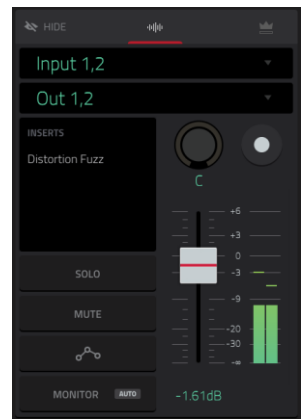 HIDE
Input 1,2
Out 1,2
INSERTS
Distortion Fuzz
C
+6
+3
0
-3
-9
-20
-30
-∞
SOLO
MUTE
MONITOR AUTO
-1.61dB